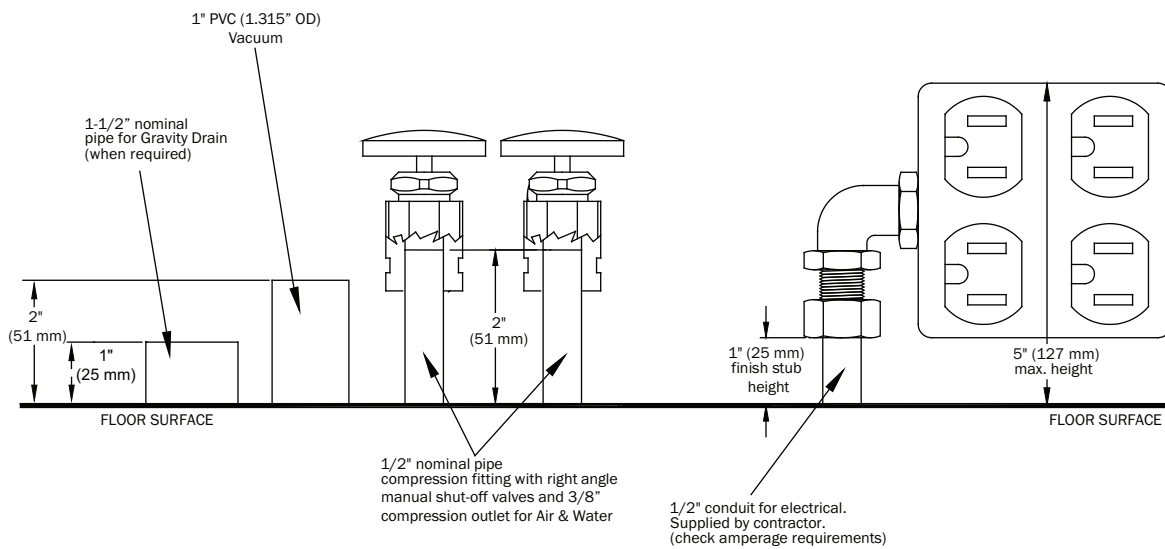 1" PVC (1.315” OD)
Vacuum
1-1/2” nominal
pipe for Gravity Drain
(when required)
2"
(51 mm)
1"
(25 mm)
2"
(51 mm)
1" (25 mm)
finish stub
height
5" (127 mm)
max. height
FLOOR SURFACE
FLOOR SURFACE
1/2" nominal pipe
compression fitting with right angle
manual shut-off valves and 3/8”
compression outlet for Air & Water
1/2" conduit for electrical.
Supplied by contractor.
(check amperage requirements)